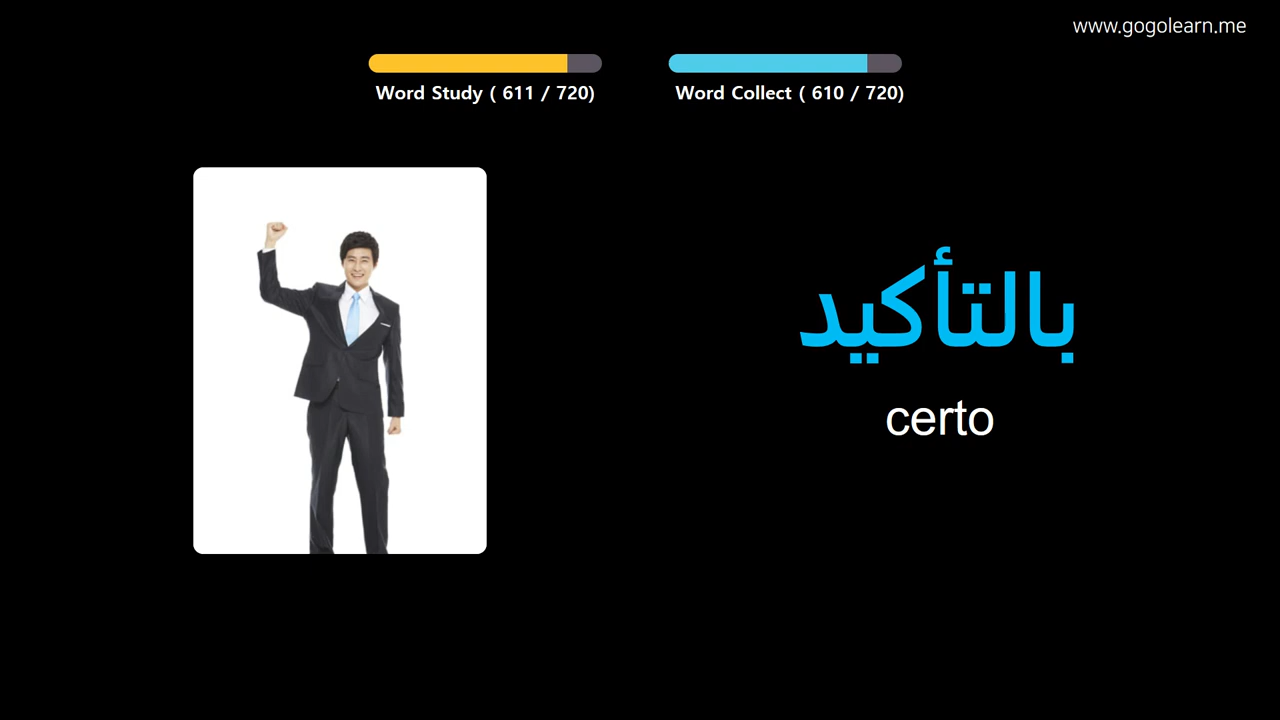 www.gogolearn.me
Word Study ( 611 / 720)
Word Collect ( 610 / 720)
بالتأكيد
certo